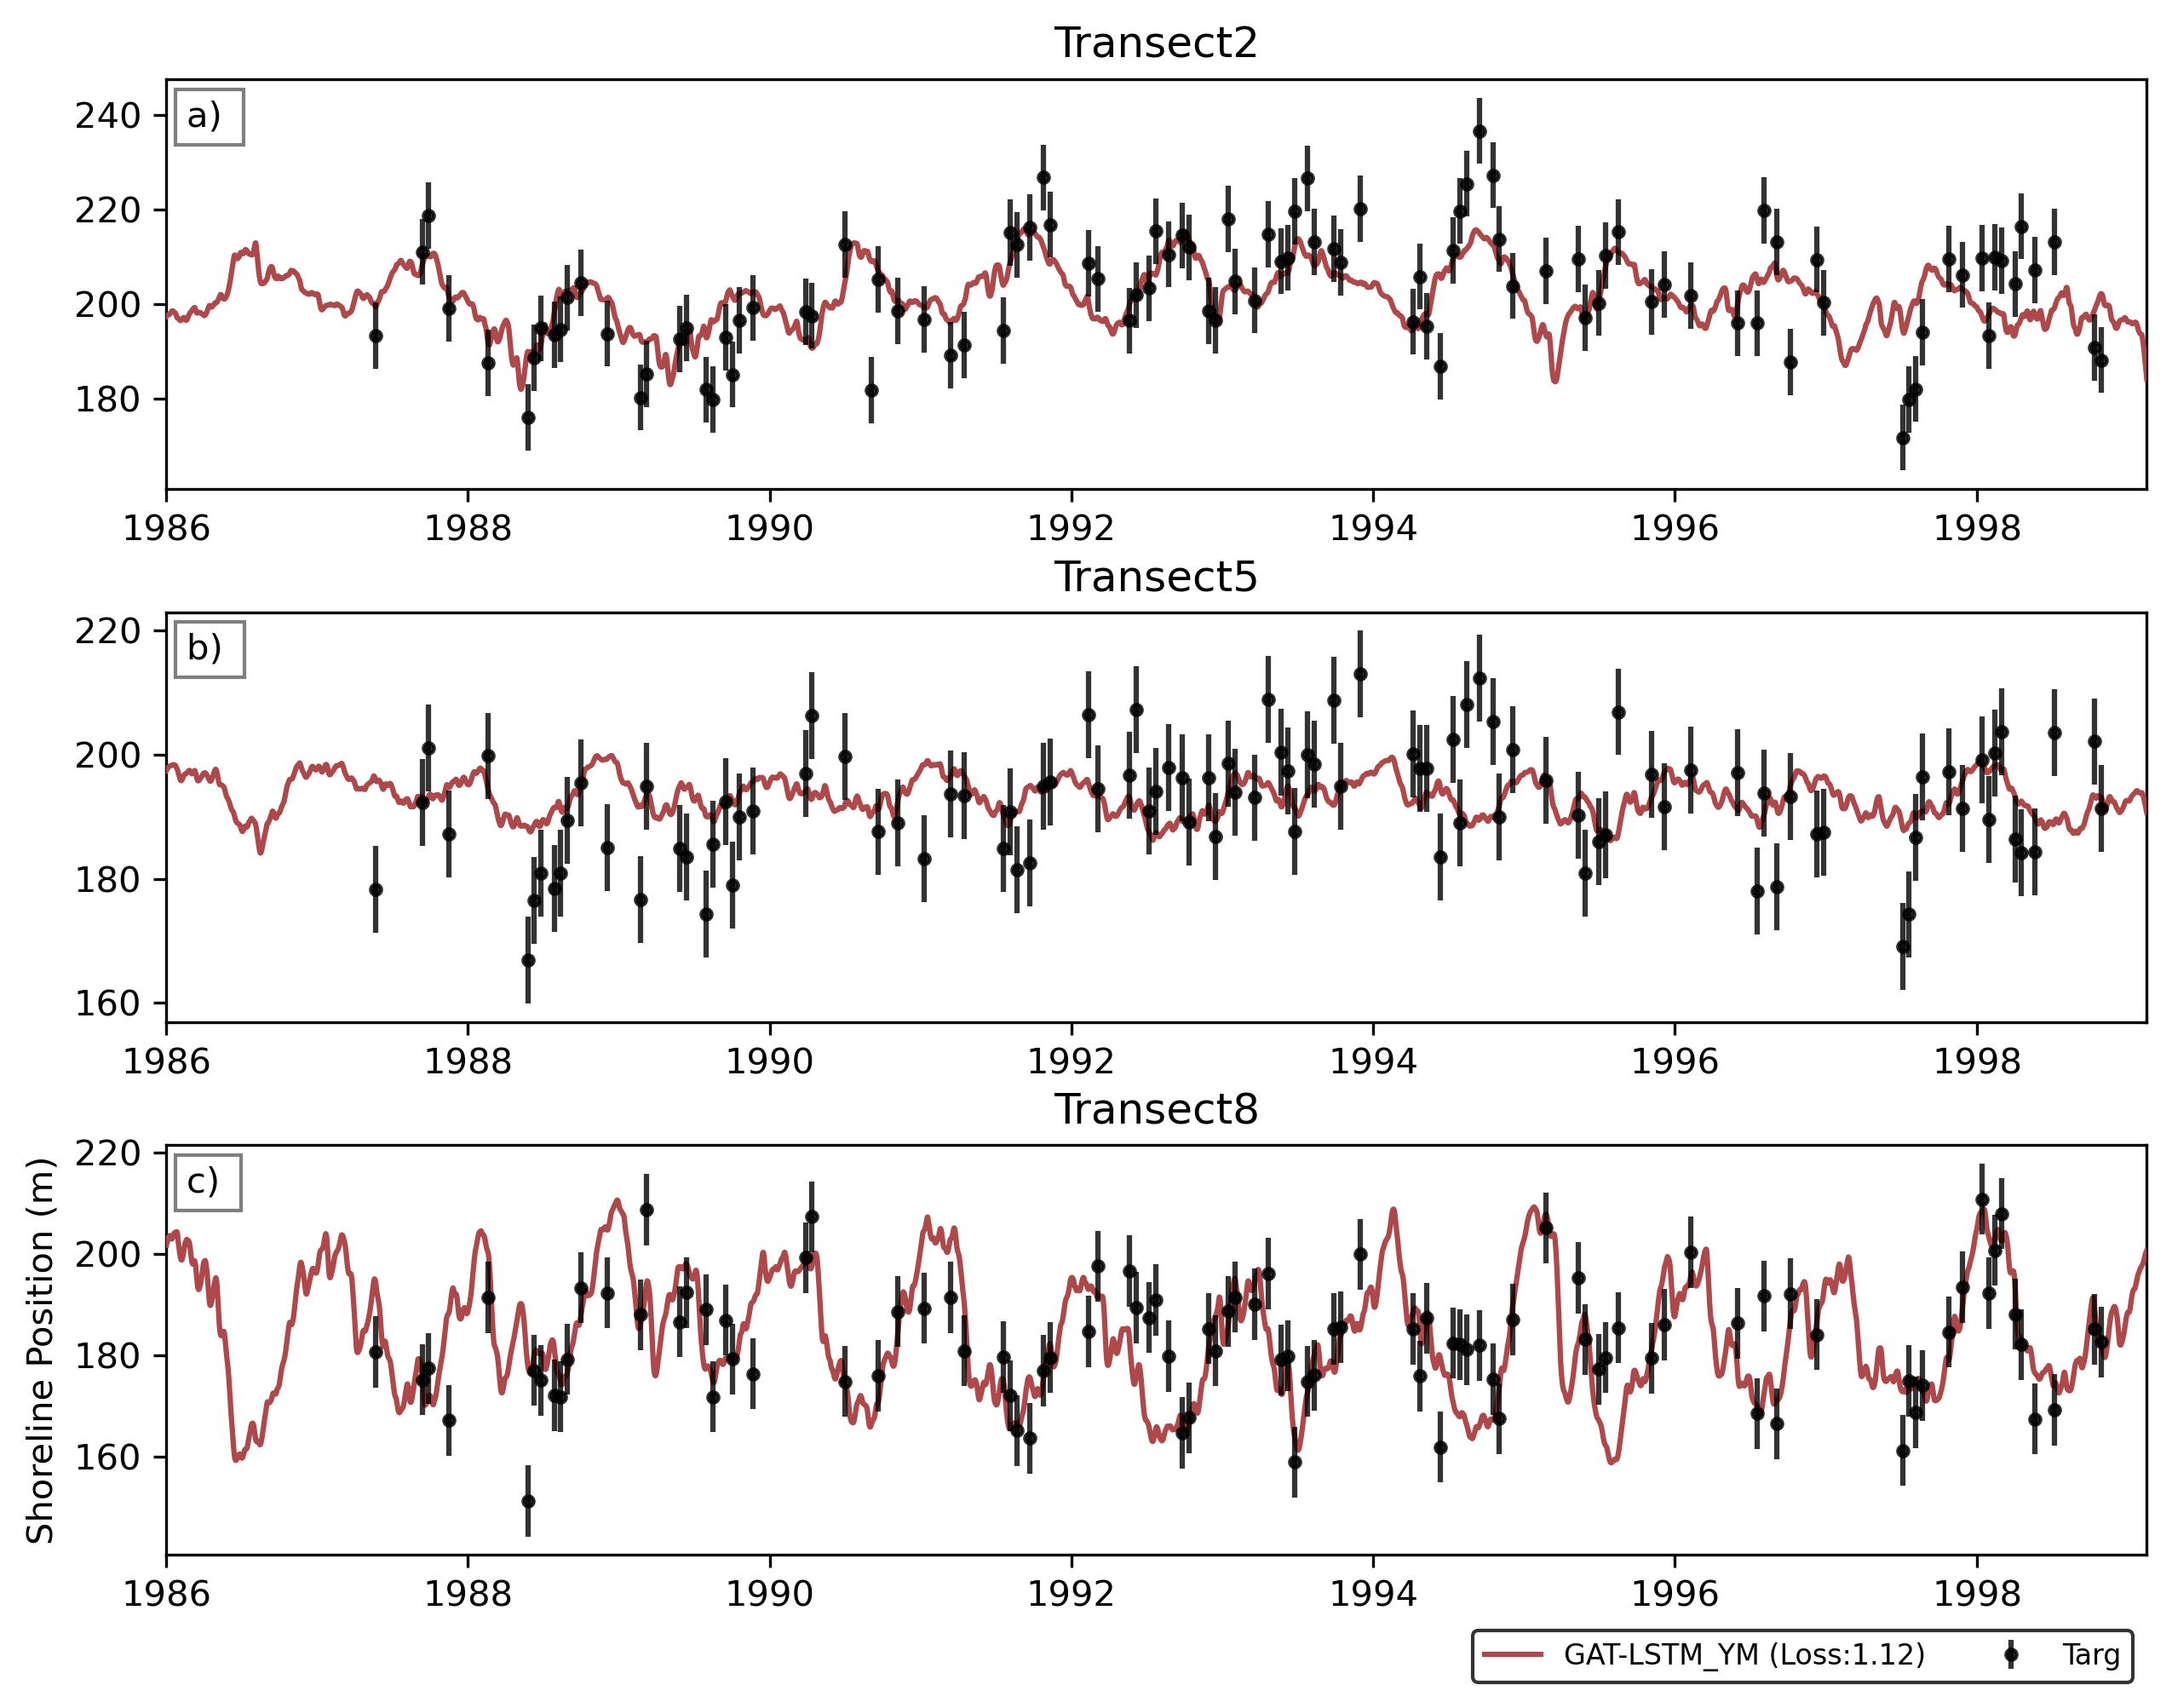 Transect2
a)
240
220
200
180
1986 1988 1990 1992 1994 1996 1998
Transect5
b)
220
200
180
160
1986 1988 1990 1992 1994 1996 1998
Transect8
c)
Shoreline Position (m)
220
200
180
160
1986 1988 1990 1992 1994 1996 1998
GAT-LSTM_YM (Loss:1.12) Targ